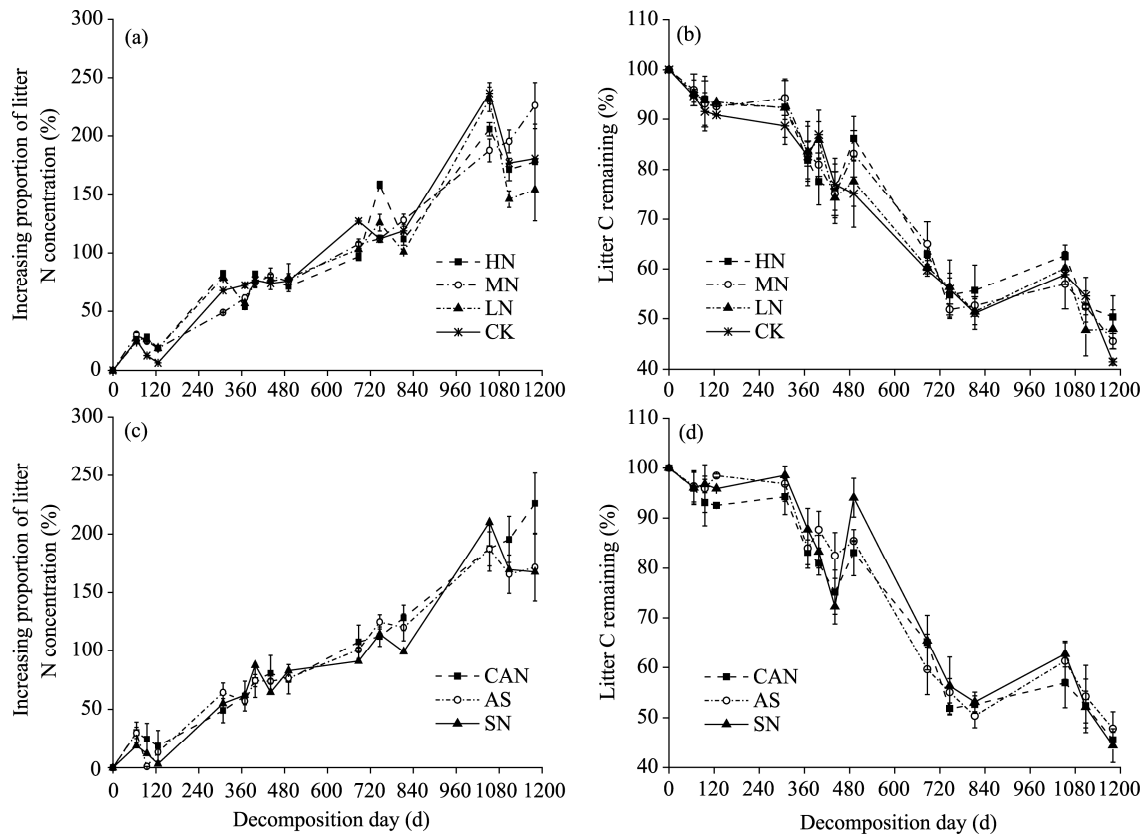 Increasing proportion of litter
N concentration (%)
300
250
200
150
100
50
0
(a)
HN
MN
LN
CK
0 120 240 360 480 600 720 840 960 1080 1200
Litter C remaining (%)
110
100
90
80
70
60
50
40
(b)
HN
MN
LN
CK
0 120 240 360 480 600 720 840 960 1080 1200
Increasing proportion of litter
N concentration (%)
300
250
200
150
100
50
0
(c)
CAN
AS
SN
0 120 240 360 480 600 720 840 960 1080 1200
Decomposition day (d)
Litter C remaining (%)
110
100
90
80
70
60
50
40
(d)
CAN
AS
SN
0 120 240 360 480 600 720 840 960 1080 1200
Decomposition day (d)